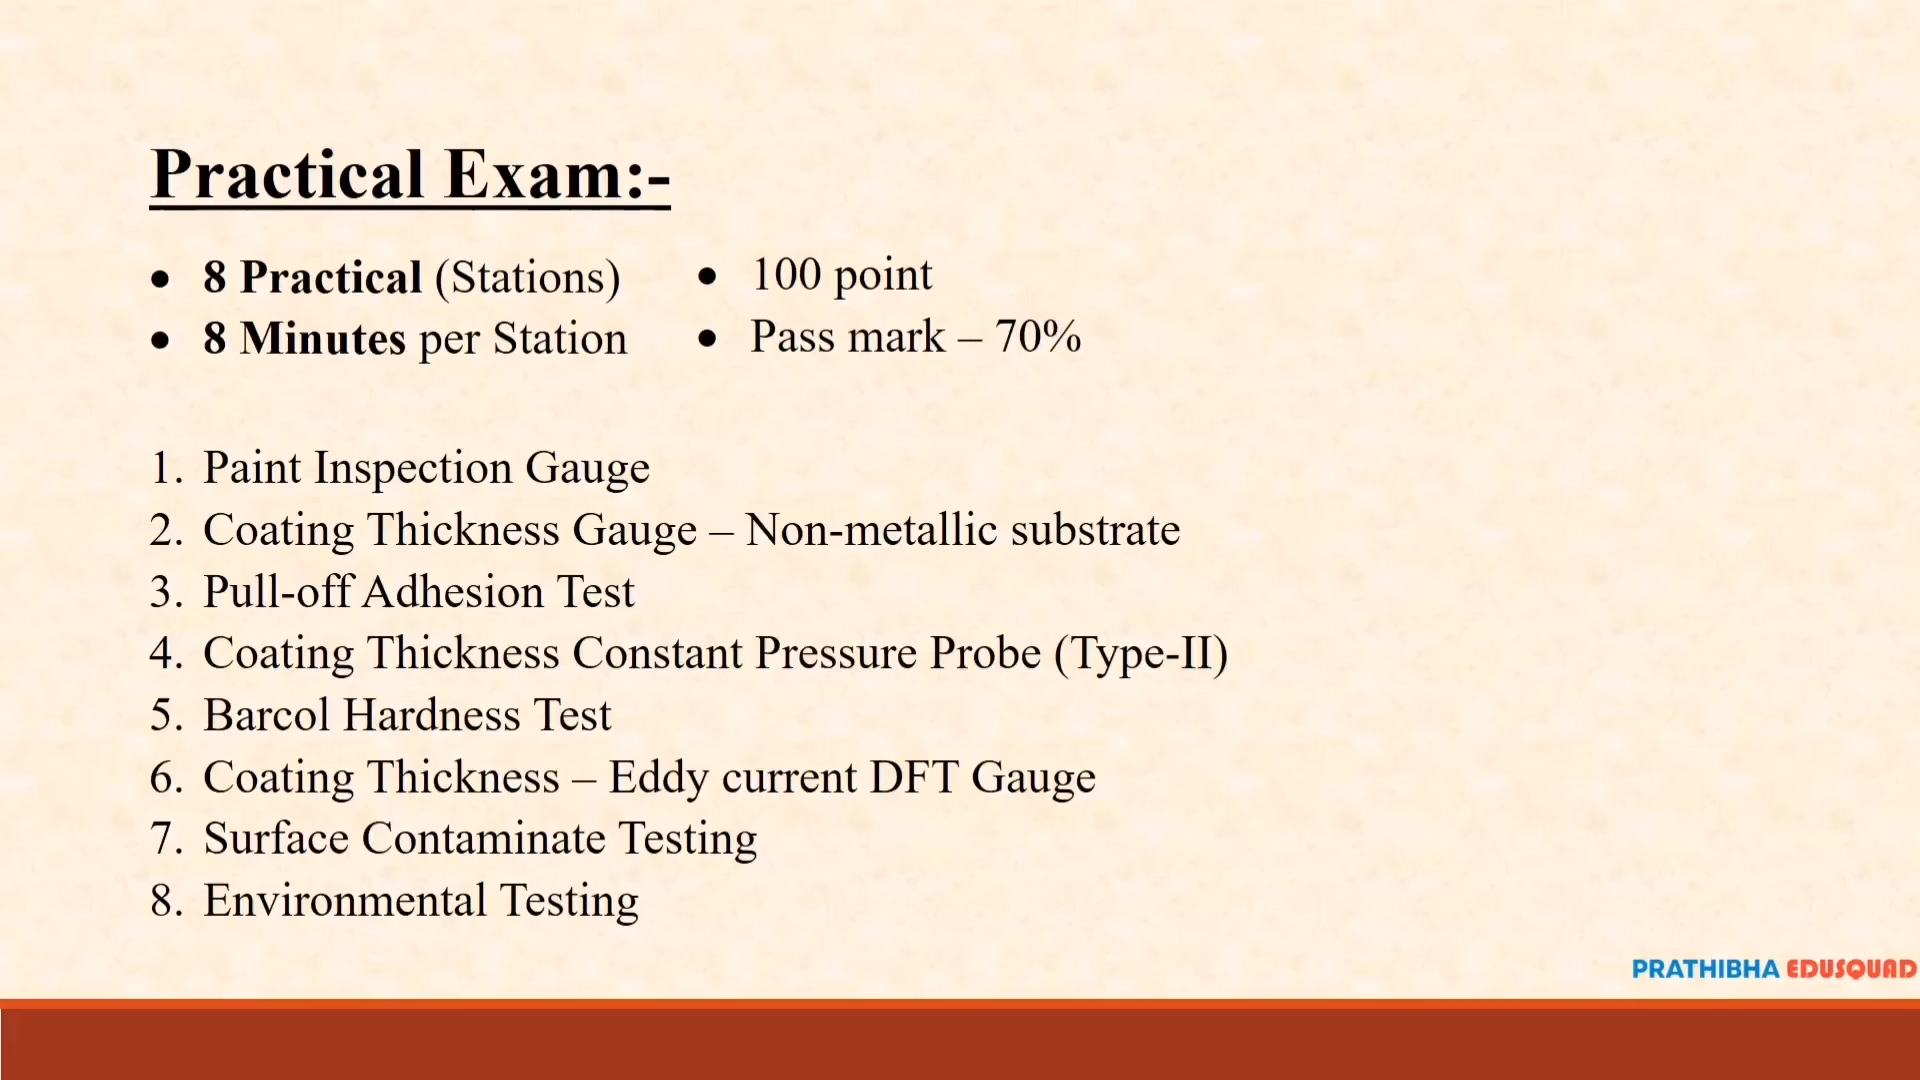 Practical Exam:-
• 8 Practical (Stations)
• 8 Minutes per Station
• 100 point
• Pass mark – 70%
1. Paint Inspection Gauge
2. Coating Thickness Gauge – Non-metallic substrate
3. Pull-off Adhesion Test
4. Coating Thickness Constant Pressure Probe (Type-II)
5. Barcol Hardness Test
6. Coating Thickness – Eddy current DFT Gauge
7. Surface Contaminate Testing
8. Environmental Testing
PRATHIBHA EDUSQUAD